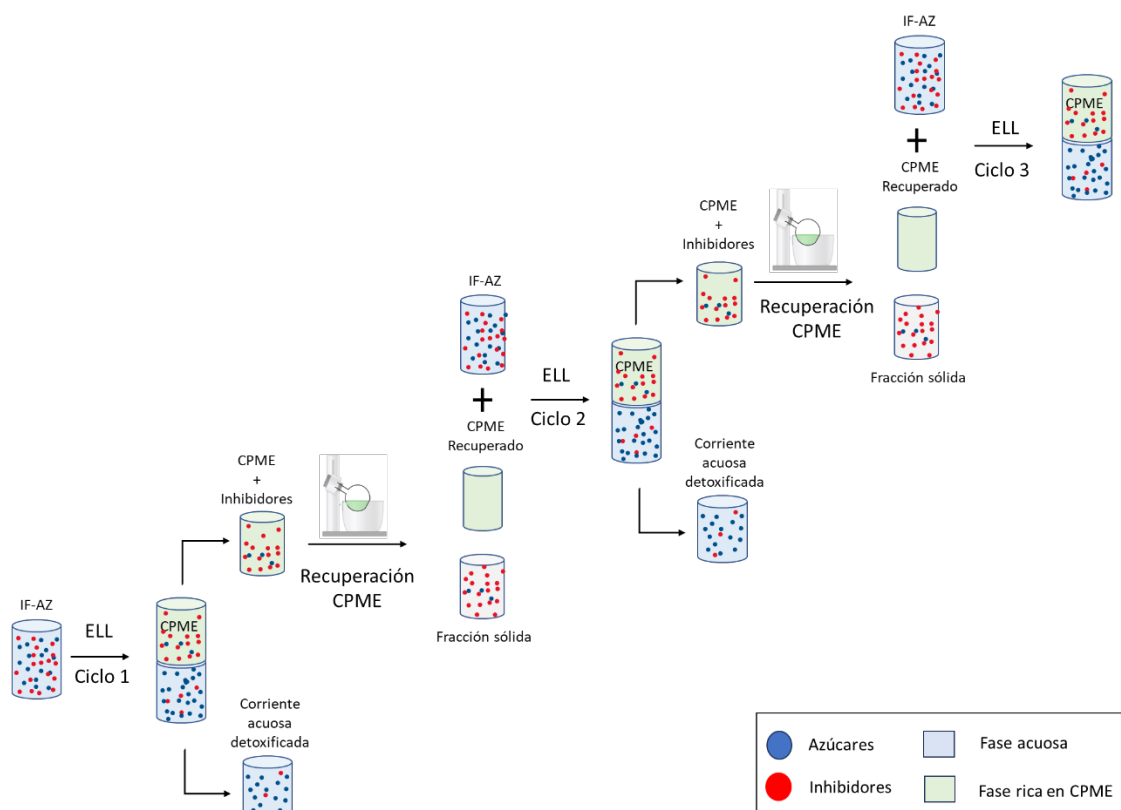 IF-AZ
ELL
Ciclo 1
CPME
CPME
+
Inhibidores
Corriente
acuosa
detoxificada
Recuperación
CPME
IF-AZ
+
CPME
Recuperado
Fracción sólida
ELL
Ciclo 2
CPME
CPME
+
Inhibidores
Corriente
acuosa
detoxificada
Recuperación
CPME
IF-AZ
+
CPME
Recuperado
Fracción sólida
ELL
Ciclo 3
CPME
Azúcares
Fase acuosa
Inhibidores
Fase rica en CPME